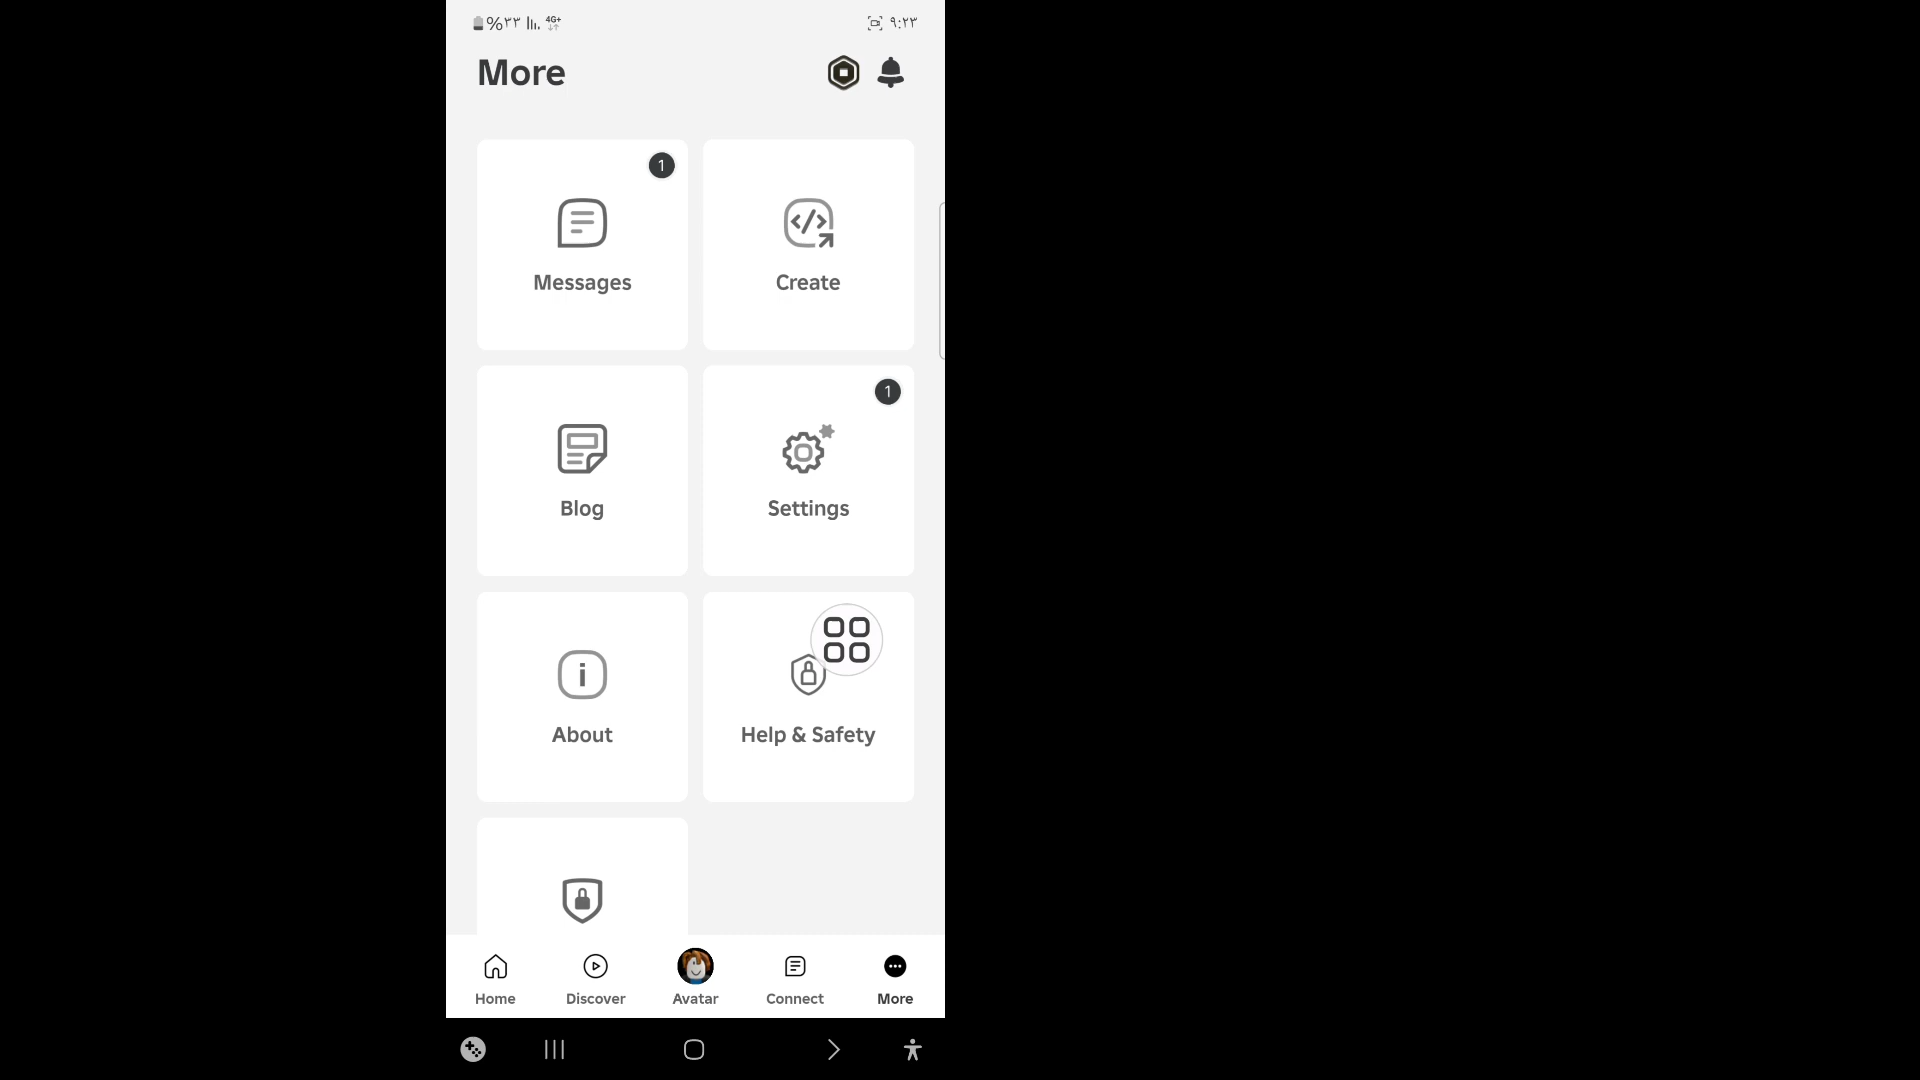 %٣٣ 4G+ ٩:٢٣
More
1
Messages
Create
1
Blog
Settings
About
Help & Safety
Home
Discover
Avatar
Connect
More